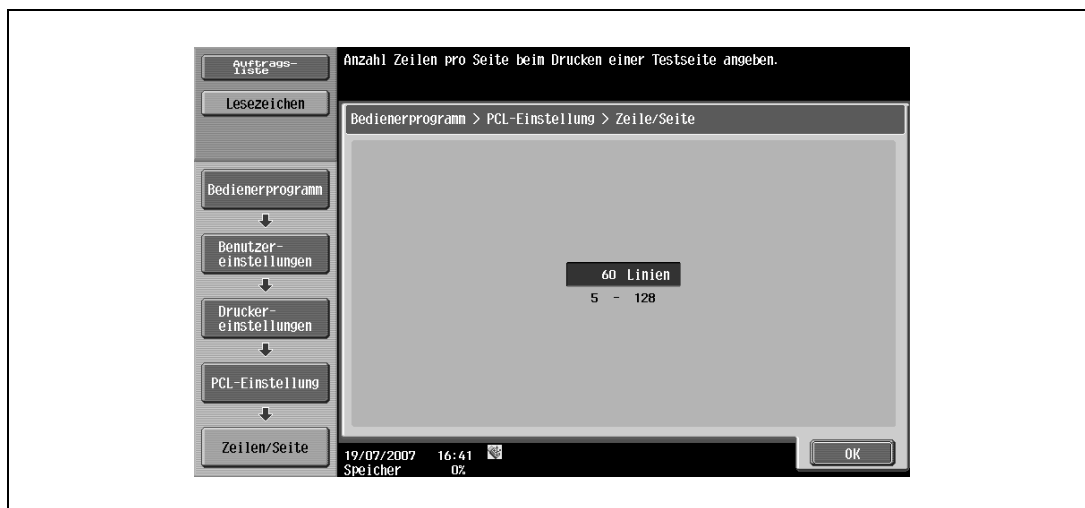 Auftrags-
liste
Lesezeichen
Anzahl Zeilen pro Seite beim Drucken einer Testseite angeben.
Bedienerprogramm > PCL-Einstellung > Zeile/Seite
Bedienerprogramm
Benutzer-
einstellungen
Drucker-
einstellungen
PCL-Einstellung
Zeilen/Seite
60 Linien
5 - 128
19/07/2007 16:41
Speicher 0%
OK